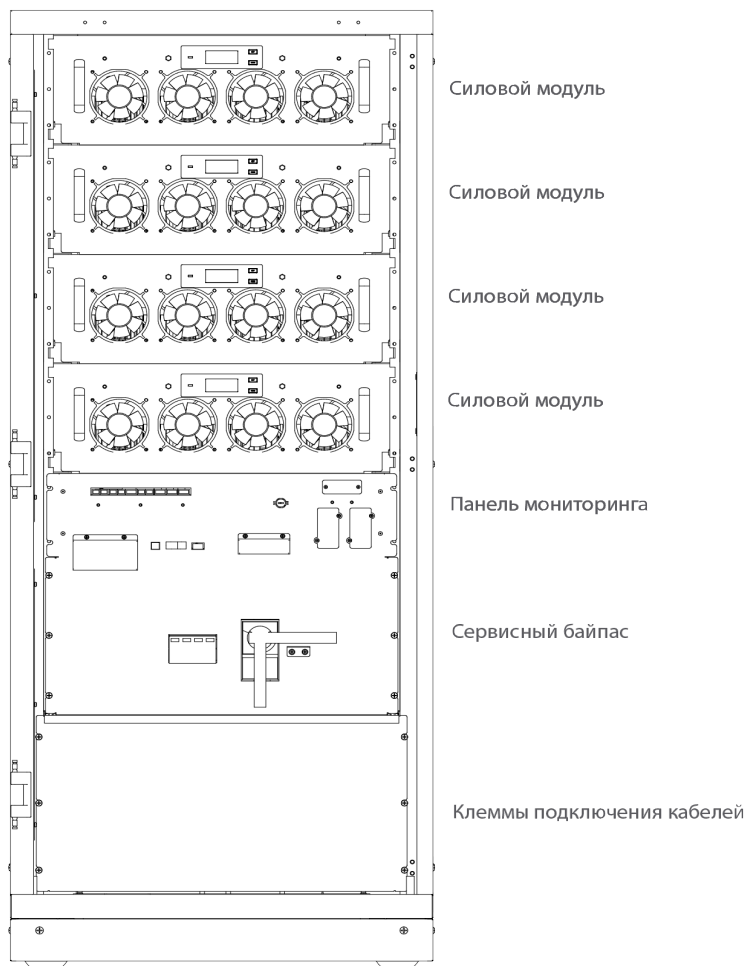 Силовой модуль
Силовой модуль
Силовой модуль
Силовой модуль
Панель мониторинга
Сервисный байпас
Клеммы подключения кабелей